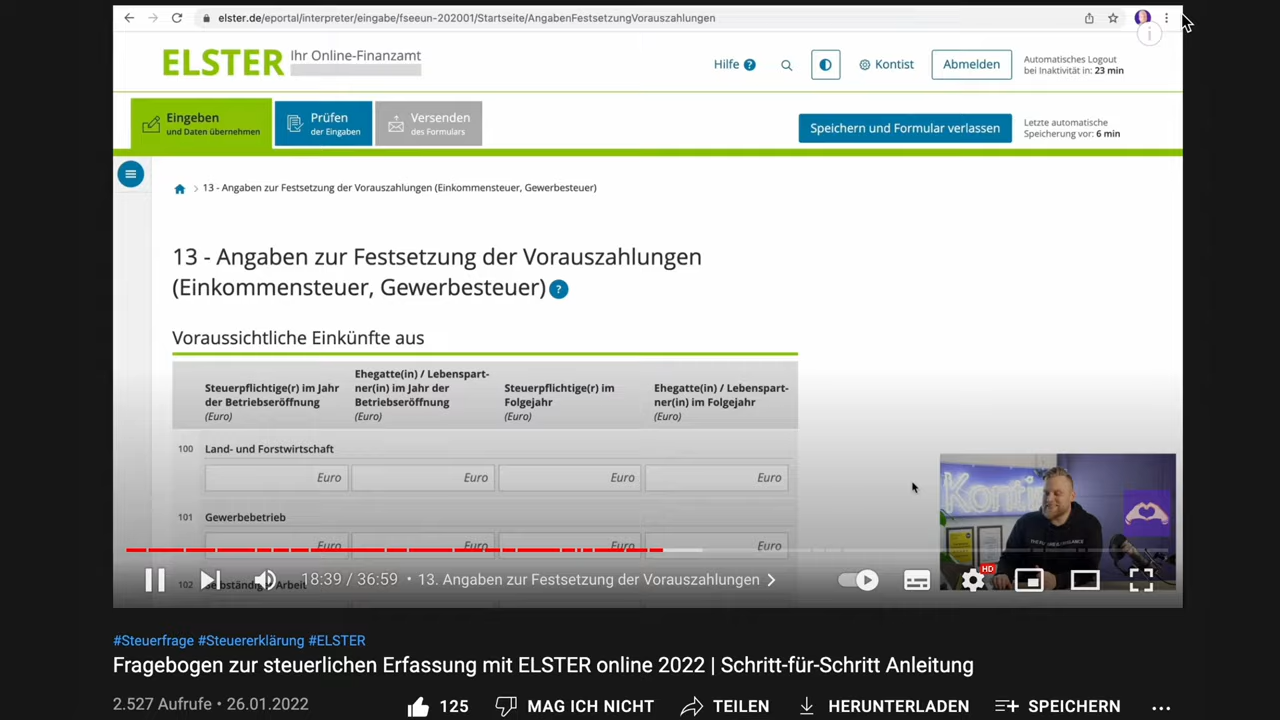 elster.de/eportal/interpreter/eingabe/fseeun-202001/Startseite/AngabenFestsetzungVorauszahlungen
ELSTER Ihr Online-Finanzamt
Hilfe ?
Kontist
Abmelden
Automatisches Logout
bei Inaktivität in: 23 min
Eingeben
und Daten übernehmen
Prüfen
der Eingaben
Versenden
des Formulars
Speichern und Formular verlassen
Letzte automatische
Speicherung vor: 6 min
13 - Angaben zur Festsetzung der Vorauszahlungen (Einkommensteuer, Gewerbesteuer)
13 - Angaben zur Festsetzung der Vorauszahlungen
(Einkommensteuer, Gewerbesteuer) ?
Voraussichtliche Einkünfte aus
Steuerpflichtige(r) im Jahr
der Betriebseröffnung
(Euro)
Ehegatte(in) / Lebenspart-
ner(in) im Jahr der
Betriebseröffnung
(Euro)
Steuerpflichtige(r) im
Folgejahr
(Euro)
Ehegatte(in) / Lebenspart-
ner(in) im Folgejahr
(Euro)
100 Land- und Forstwirtschaft
Euro Euro Euro Euro
101 Gewerbebetrieb
Euro Euro Euro Euro
102 Selbständige Arbeit
Konti
18:39 / 36:59 • 13. Angaben zur Festsetzung der Vorauszahlungen
HD
#Steuerfrage #Steuererklärung #ELSTER
Fragebogen zur steuerlichen Erfassung mit ELSTER online 2022 | Schritt-für-Schritt Anleitung
2.527 Aufrufe • 26.01.2022
125
MAG ICH NICHT
TEILEN
HERUNTERLADEN
SPEICHERN